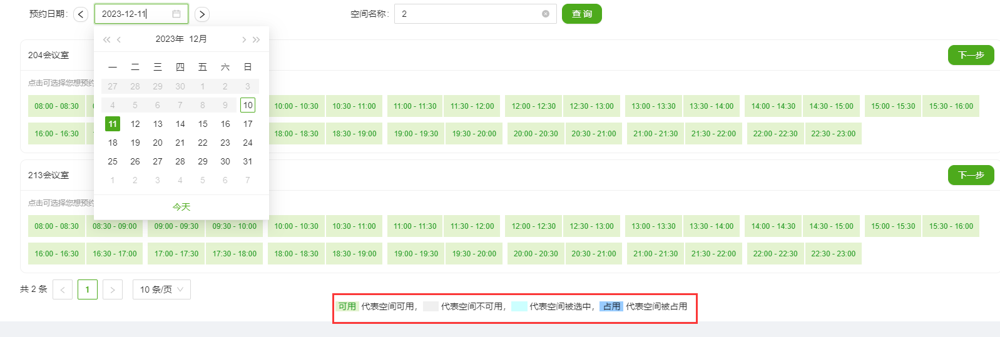 预约日期： 2023-12-11 空间名称： 2 查 询
2023年 12月
204会议室 下一步
一 二 三 四 五 六 日
点击可选择您想预约
27 28 29 30 1 2 3
4 5 6 7 8 9 10
08:00 - 08:30 10:00 - 10:30 10:30 - 11:00 11:00 - 11:30 11:30 - 12:00 12:00 - 12:30 12:30 - 13:00 13:00 - 13:30 13:30 - 14:00 14:00 - 14:30 14:30 - 15:00 15:00 - 15:30 15:30 - 16:00
11 12 13 14 15 16 17
16:00 - 16:30 18:00 - 18:30 18:30 - 19:00 19:00 - 19:30 19:30 - 20:00 20:00 - 20:30 20:30 - 21:00 21:00 - 21:30 21:30 - 22:00 22:00 - 22:30 22:30 - 23:00
18 19 20 21 22 23 24
25 26 27 28 29 30 31
213会议室 下一步
1 2 3 4 5 6 7
点击可选择您想预约
今天
08:00 - 08:30 08:30 - 09:00 09:00 - 09:30 09:30 - 10:00 10:00 - 10:30 10:30 - 11:00 11:00 - 11:30 11:30 - 12:00 12:00 - 12:30 12:30 - 13:00 13:00 - 13:30 13:30 - 14:00 14:00 - 14:30 14:30 - 15:00 15:00 - 15:30 15:30 - 16:00
16:00 - 16:30 16:30 - 17:00 17:00 - 17:30 17:30 - 18:00 18:00 - 18:30 18:30 - 19:00 19:00 - 19:30 19:30 - 20:00 20:00 - 20:30 20:30 - 21:00 21:00 - 21:30 21:30 - 22:00 22:00 - 22:30 22:30 - 23:00
共 2 条 1 10 条/页
可用 代表空间可用， 代表空间不可用， 代表空间被选中， 占用 代表空间被占用